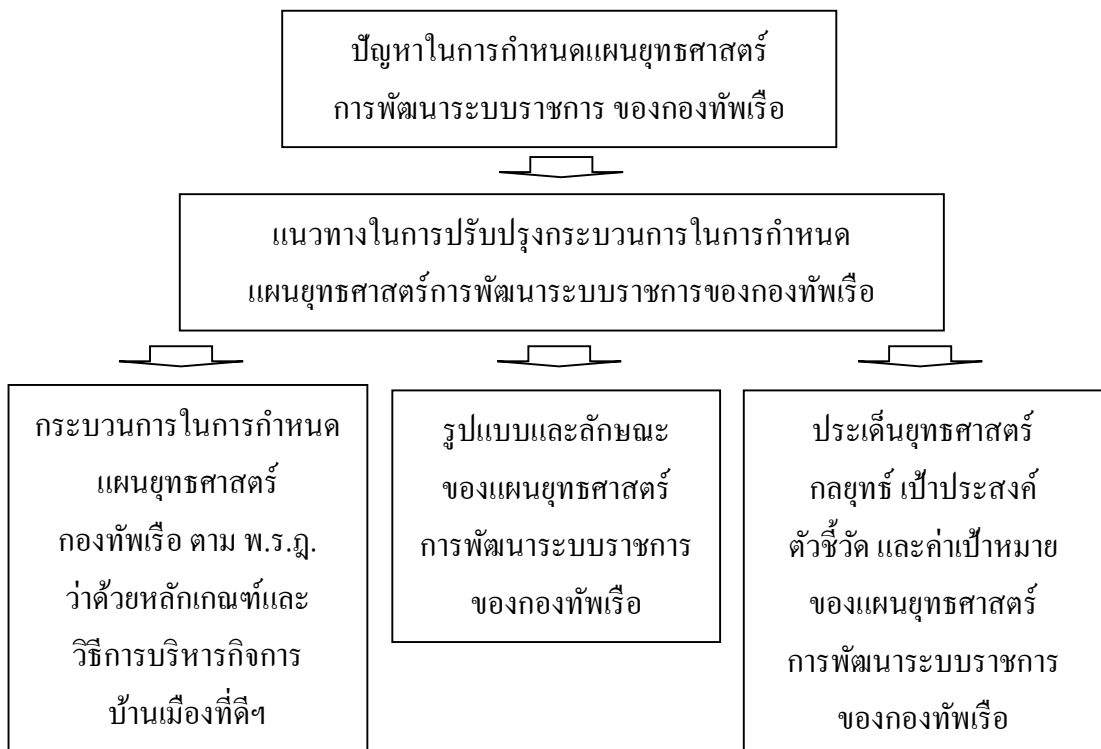 ปัญหาในการกำหนดแผนยุทธศาสตร์
การพัฒนาระบบราชการ ของกองทัพเรือ
แนวทางในการปรับปรุงกระบวนการในการกำหนด
แผนยุทธศาสตร์การพัฒนาระบบราชการของกองทัพเรือ
กระบวนการในการกำหนด
แผนยุทธศาสตร์
กองทัพเรือ ตาม พ.ร.ฎ.
ว่าด้วยหลักเกณฑ์และ
วิธีการบริหารกิจการ
บ้านเมืองที่ดีฯ
รูปแบบและลักษณะ
ของแผนยุทธศาสตร์
การพัฒนาระบบราชการ
ของกองทัพเรือ
ประเด็นยุทธศาสตร์
กลยุทธ์ เป้าประสงค์
ตัวชี้วัด และค่าเป้าหมาย
ของแผนยุทธศาสตร์
การพัฒนาระบบราชการ
ของกองทัพเรือ